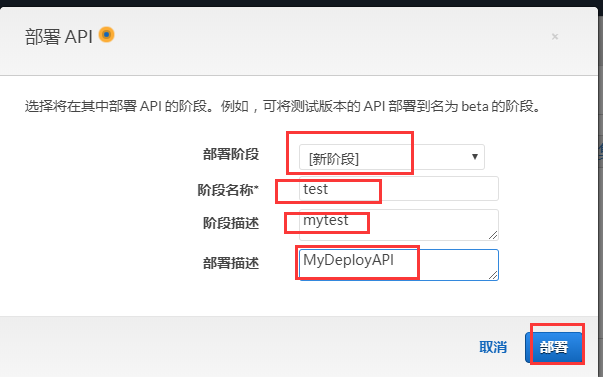 部署 API
×
选择将在其中部署 API 的阶段。例如，可将测试版本的 API 部署到名为 beta 的阶段。
部署阶段 [新阶段]
阶段名称* test
阶段描述 mytest
部署描述 MyDeployAPI
取消 部署